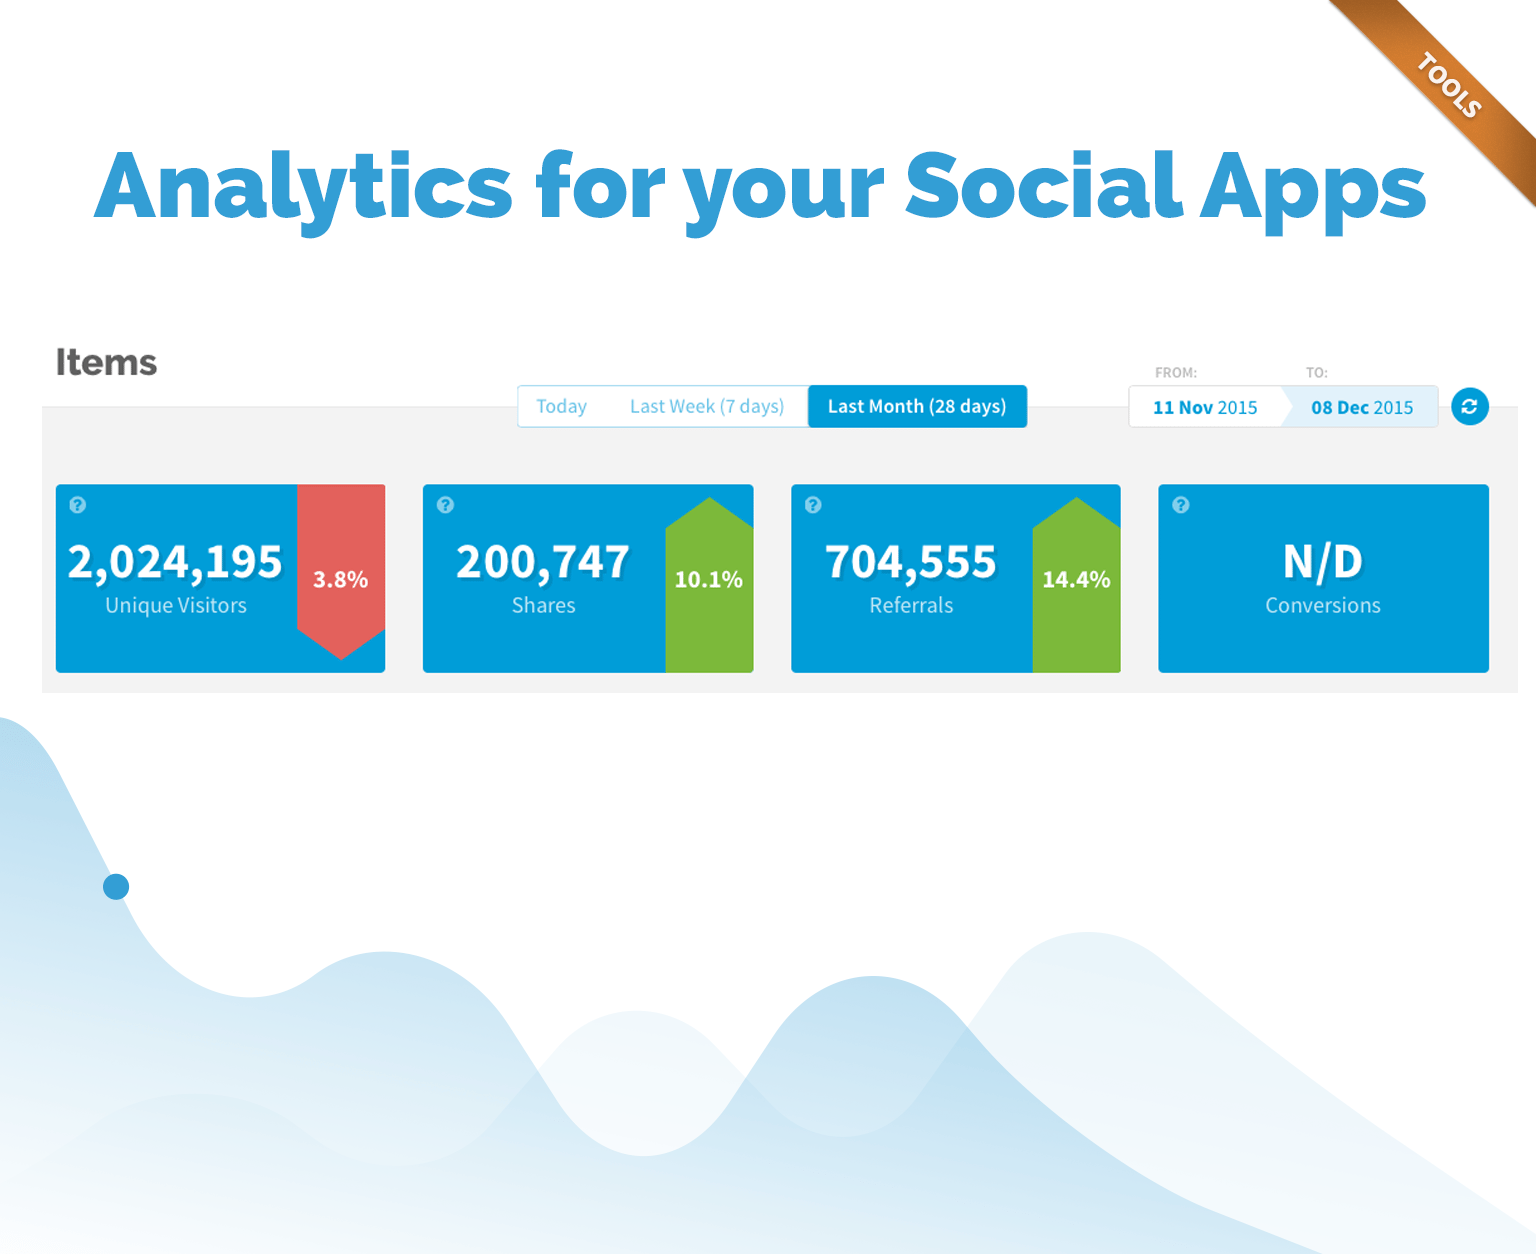 TOOLS
Analytics for your Social Apps
Items
FROM: TO:
Today Last Week (7 days) Last Month (28 days) 11 Nov 2015 08 Dec 2015
? ? ? ?
2,024,195 3.8% 200,747 10.1% 704,555 14.4% N/D
Unique Visitors Shares Referrals Conversions